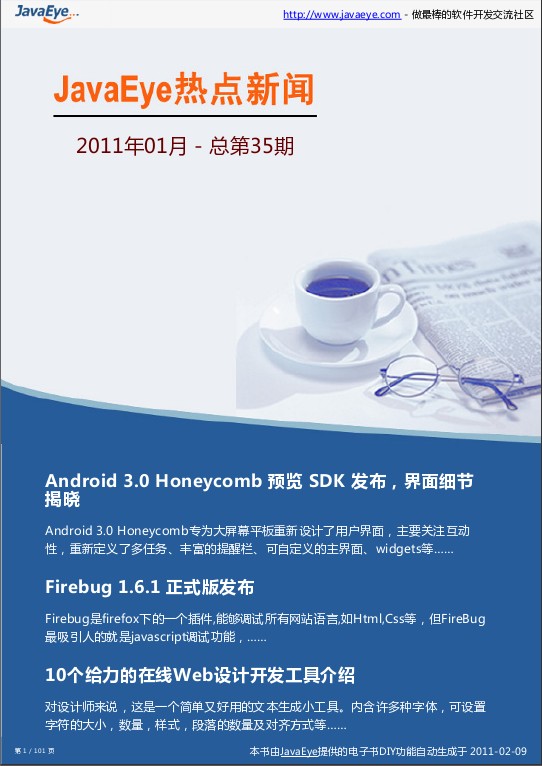 JavaEye...
http://www.javaeye.com - 做最棒的软件开发交流社区
JavaEye热点新闻
2011年01月 - 总第35期
Times
Android 3.0 Honeycomb 预览 SDK 发布，界面细节
揭晓
Android 3.0 Honeycomb专为大屏幕平板重新设计了用户界面，主要关注互动
性，重新定义了多任务、丰富的提醒栏、可自定义的主界面、widgets等……
Firebug 1.6.1 正式版发布
Firebug是firefox下的一个插件,能够调试所有网站语言,如Html,Css等，但FireBug
最吸引人的就是javascript调试功能，……
10个给力的在线Web设计开发工具介绍
对设计师来说，这是一个简单又好用的文本生成小工具。内含许多种字体，可设置
字符的大小，数量，样式，段落的数量及对齐方式等……
第 1 / 101 页
本书由JavaEye提供的电子书DIY功能自动生成于 2011-02-09